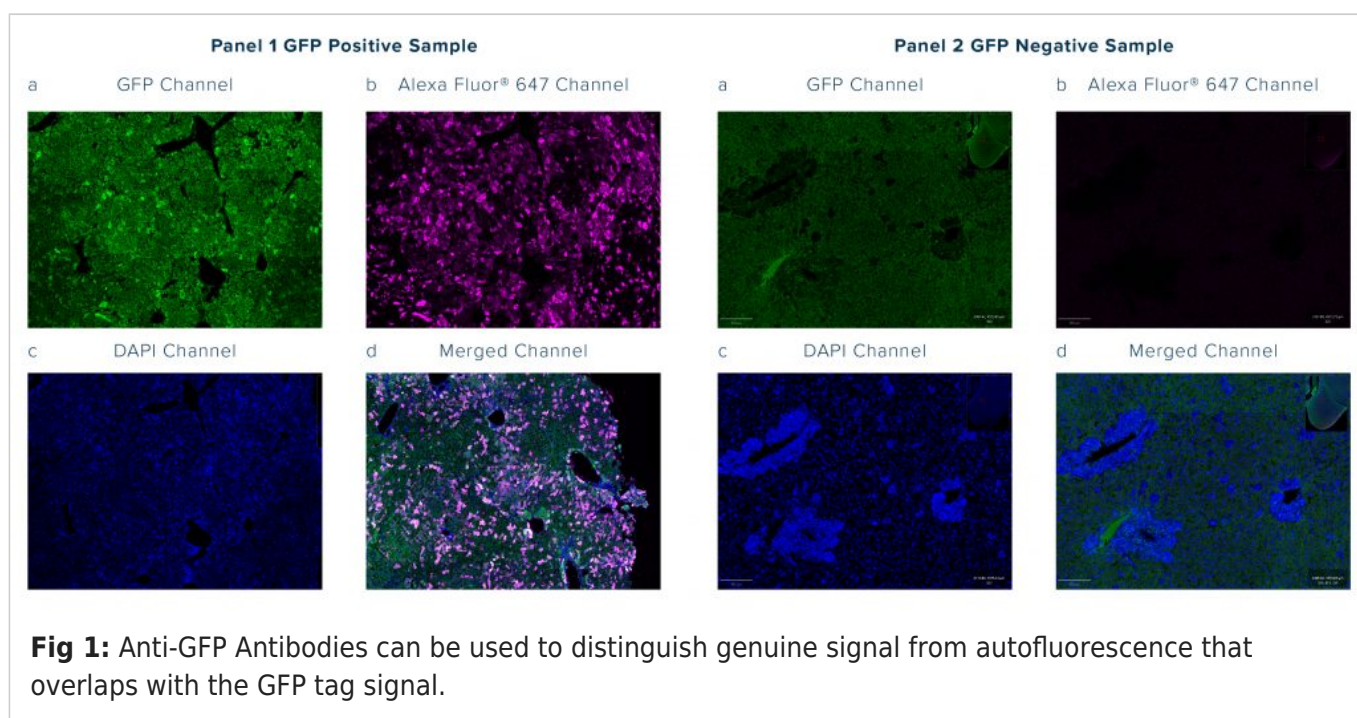 Panel 1 GFP Positive Sample
Panel 2 GFP Negative Sample
a GFP Channel
b Alexa Fluor® 647 Channel
a GFP Channel
b Alexa Fluor® 647 Channel
c DAPI Channel
d Merged Channel
c DAPI Channel
d Merged Channel
Fig 1: Anti-GFP Antibodies can be used to distinguish genuine signal from autofluorescence that
overlaps with the GFP tag signal.